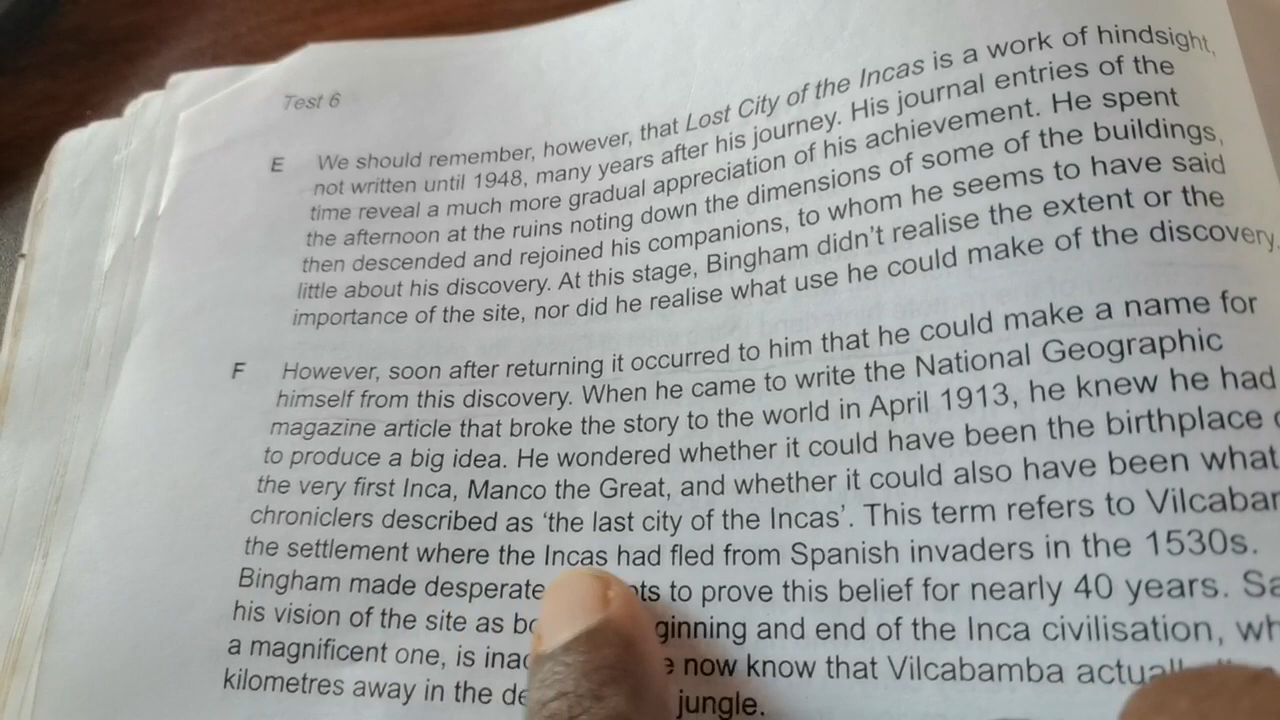 Test 6
E We should remember, however, that Lost City of the Incas is a work of hindsight,
not written until 1948, many years after his journey. His journal entries of the
time reveal a much more gradual appreciation of his achievement. He spent
the afternoon at the ruins noting down the dimensions of some of the buildings,
then descended and rejoined his companions, to whom he seems to have said
little about his discovery. At this stage, Bingham didn't realise the extent or the
importance of the site, nor did he realise what use he could make of the discovery
F However, soon after returning it occurred to him that he could make a name for
himself from this discovery. When he came to write the National Geographic
magazine article that broke the story to the world in April 1913, he knew he had
to produce a big idea. He wondered whether it could have been the birthplace
the very first Inca, Manco the Great, and whether it could also have been what
chroniclers described as 'the last city of the Incas'. This term refers to
the settlement where the Incas had fled from Spanish invaders in the 1530s.
Bingham made desperate to prove this belief for nearly 40 years.
his vision of the site as and end of the Inca civilisation,
a magnificent one, is now know that Vilcabamba
kilometres away in the jungle.